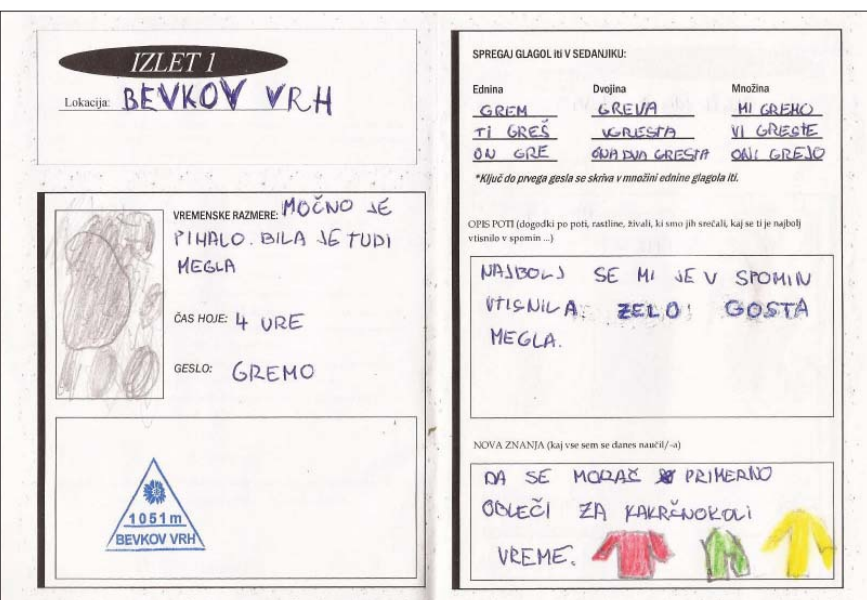 IZLET 1
Lokacija: BEVKOV VRH
VREMENSKE RAZMERE: MOČNO JE
PIHALO. BILA JE TUDI
MEGLA
ČAS HOJE: 4 URE
GESLO: GREMO
1051m
BEVKOV VRH
SPREGAJ GLAGOL iti V SEDANJIKU:
Ednina Dvojina Množina
GREM GREVA MI GREMO
TI GREŠ VI GRESTE
ON GRE ONA DVA GRESTA ONI GREJO
*Ključ do prvega gesla se skriva v množini ednine glagola iti.
OPIS POTI (dogodki po poti, rastline, živali, ki smo jih srečali, kaj se ti je najbolj
vtisnilo v spomin ...)
NAJBOLJ SE MI JE V SPOMIN
VTISNILA ZELO GOSTA
MEGLA.
NOVA ZNANJA (kaj vse sem se danes naučil/-a)
DA SE MORAŠ PRIMERNO
OBLEČI ZA KAKRČNOKOLI
VREME.